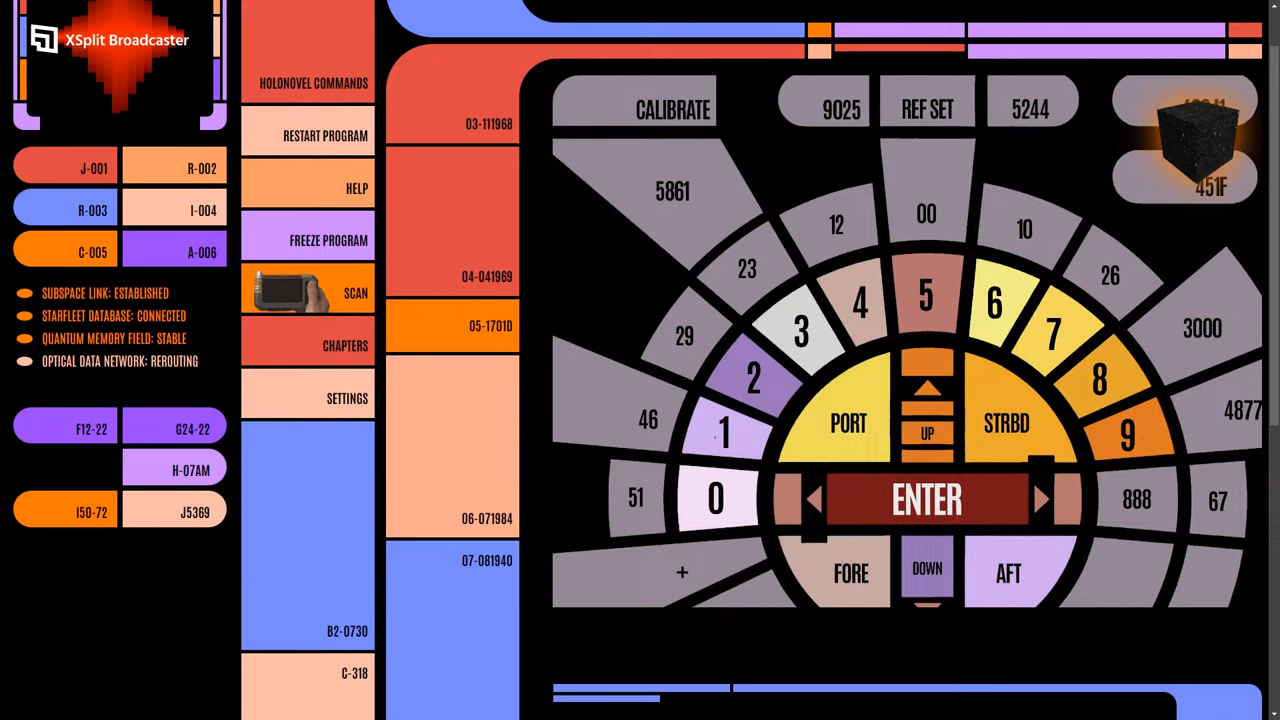 XSplit Broadcaster
J-001
R-002
R-003
I-004
C-005
A-006
SUBSPACE LINK: ESTABLISHED
STARFLEET DATABASE: CONNECTED
QUANTUM MEMORY FIELD: STABLE
OPTICAL DATA NETWORK: REROUTING
F12-22
G24-22
H-07AM
I50-72
J5369
HOLONOVEL COMMANDS
RESTART PROGRAM
HELP
FREEZE PROGRAM
SCAN
CHAPTERS
SETTINGS
B2-0730
C-318
03-111968
04-041969
05-1701D
06-071984
07-081940
CALIBRATE
9025
REF SET
5244
451F
5861
12
00
10
23
26
29
3000
46
4877
51
888
67
+
0
1
2
3
4
5
6
7
8
9
PORT
UP
STRBD
ENTER
FORE
DOWN
AFT